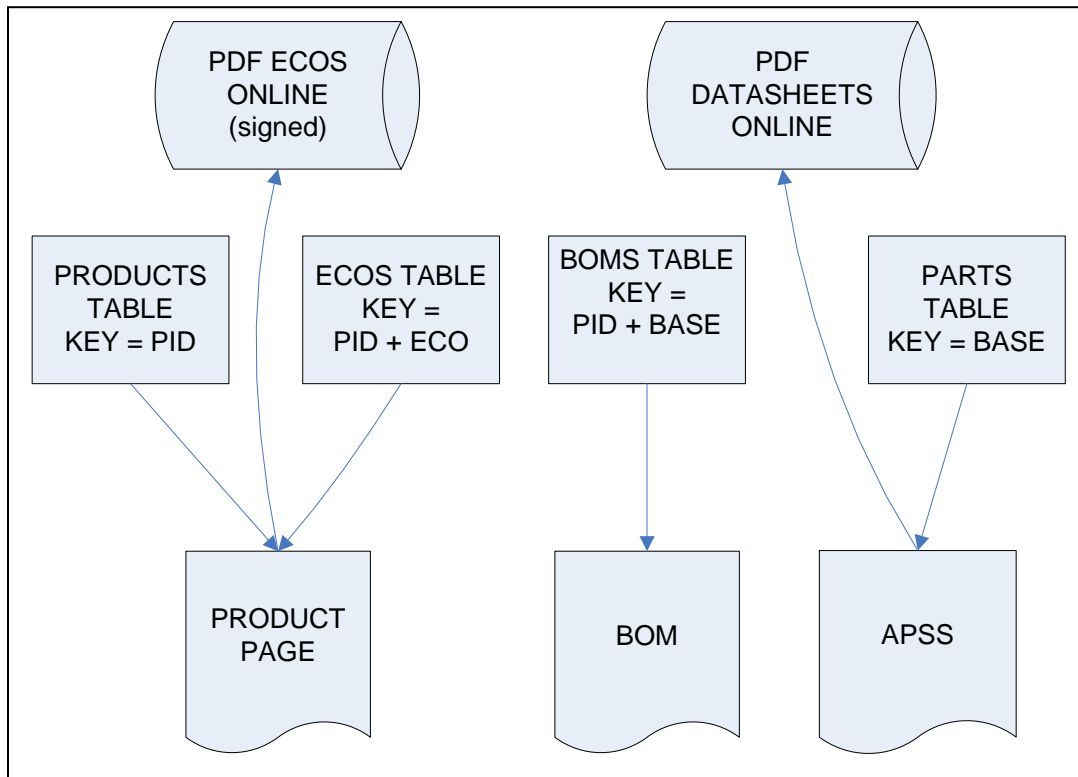 PDF ECOS
ONLINE
(signed)
PDF
DATASHEETS
ONLINE
PRODUCTS
TABLE
KEY = PID
ECOS TABLE
KEY =
PID + ECO
BOMS TABLE
KEY =
PID + BASE
PARTS
TABLE
KEY = BASE
PRODUCT
PAGE
BOM
APSS